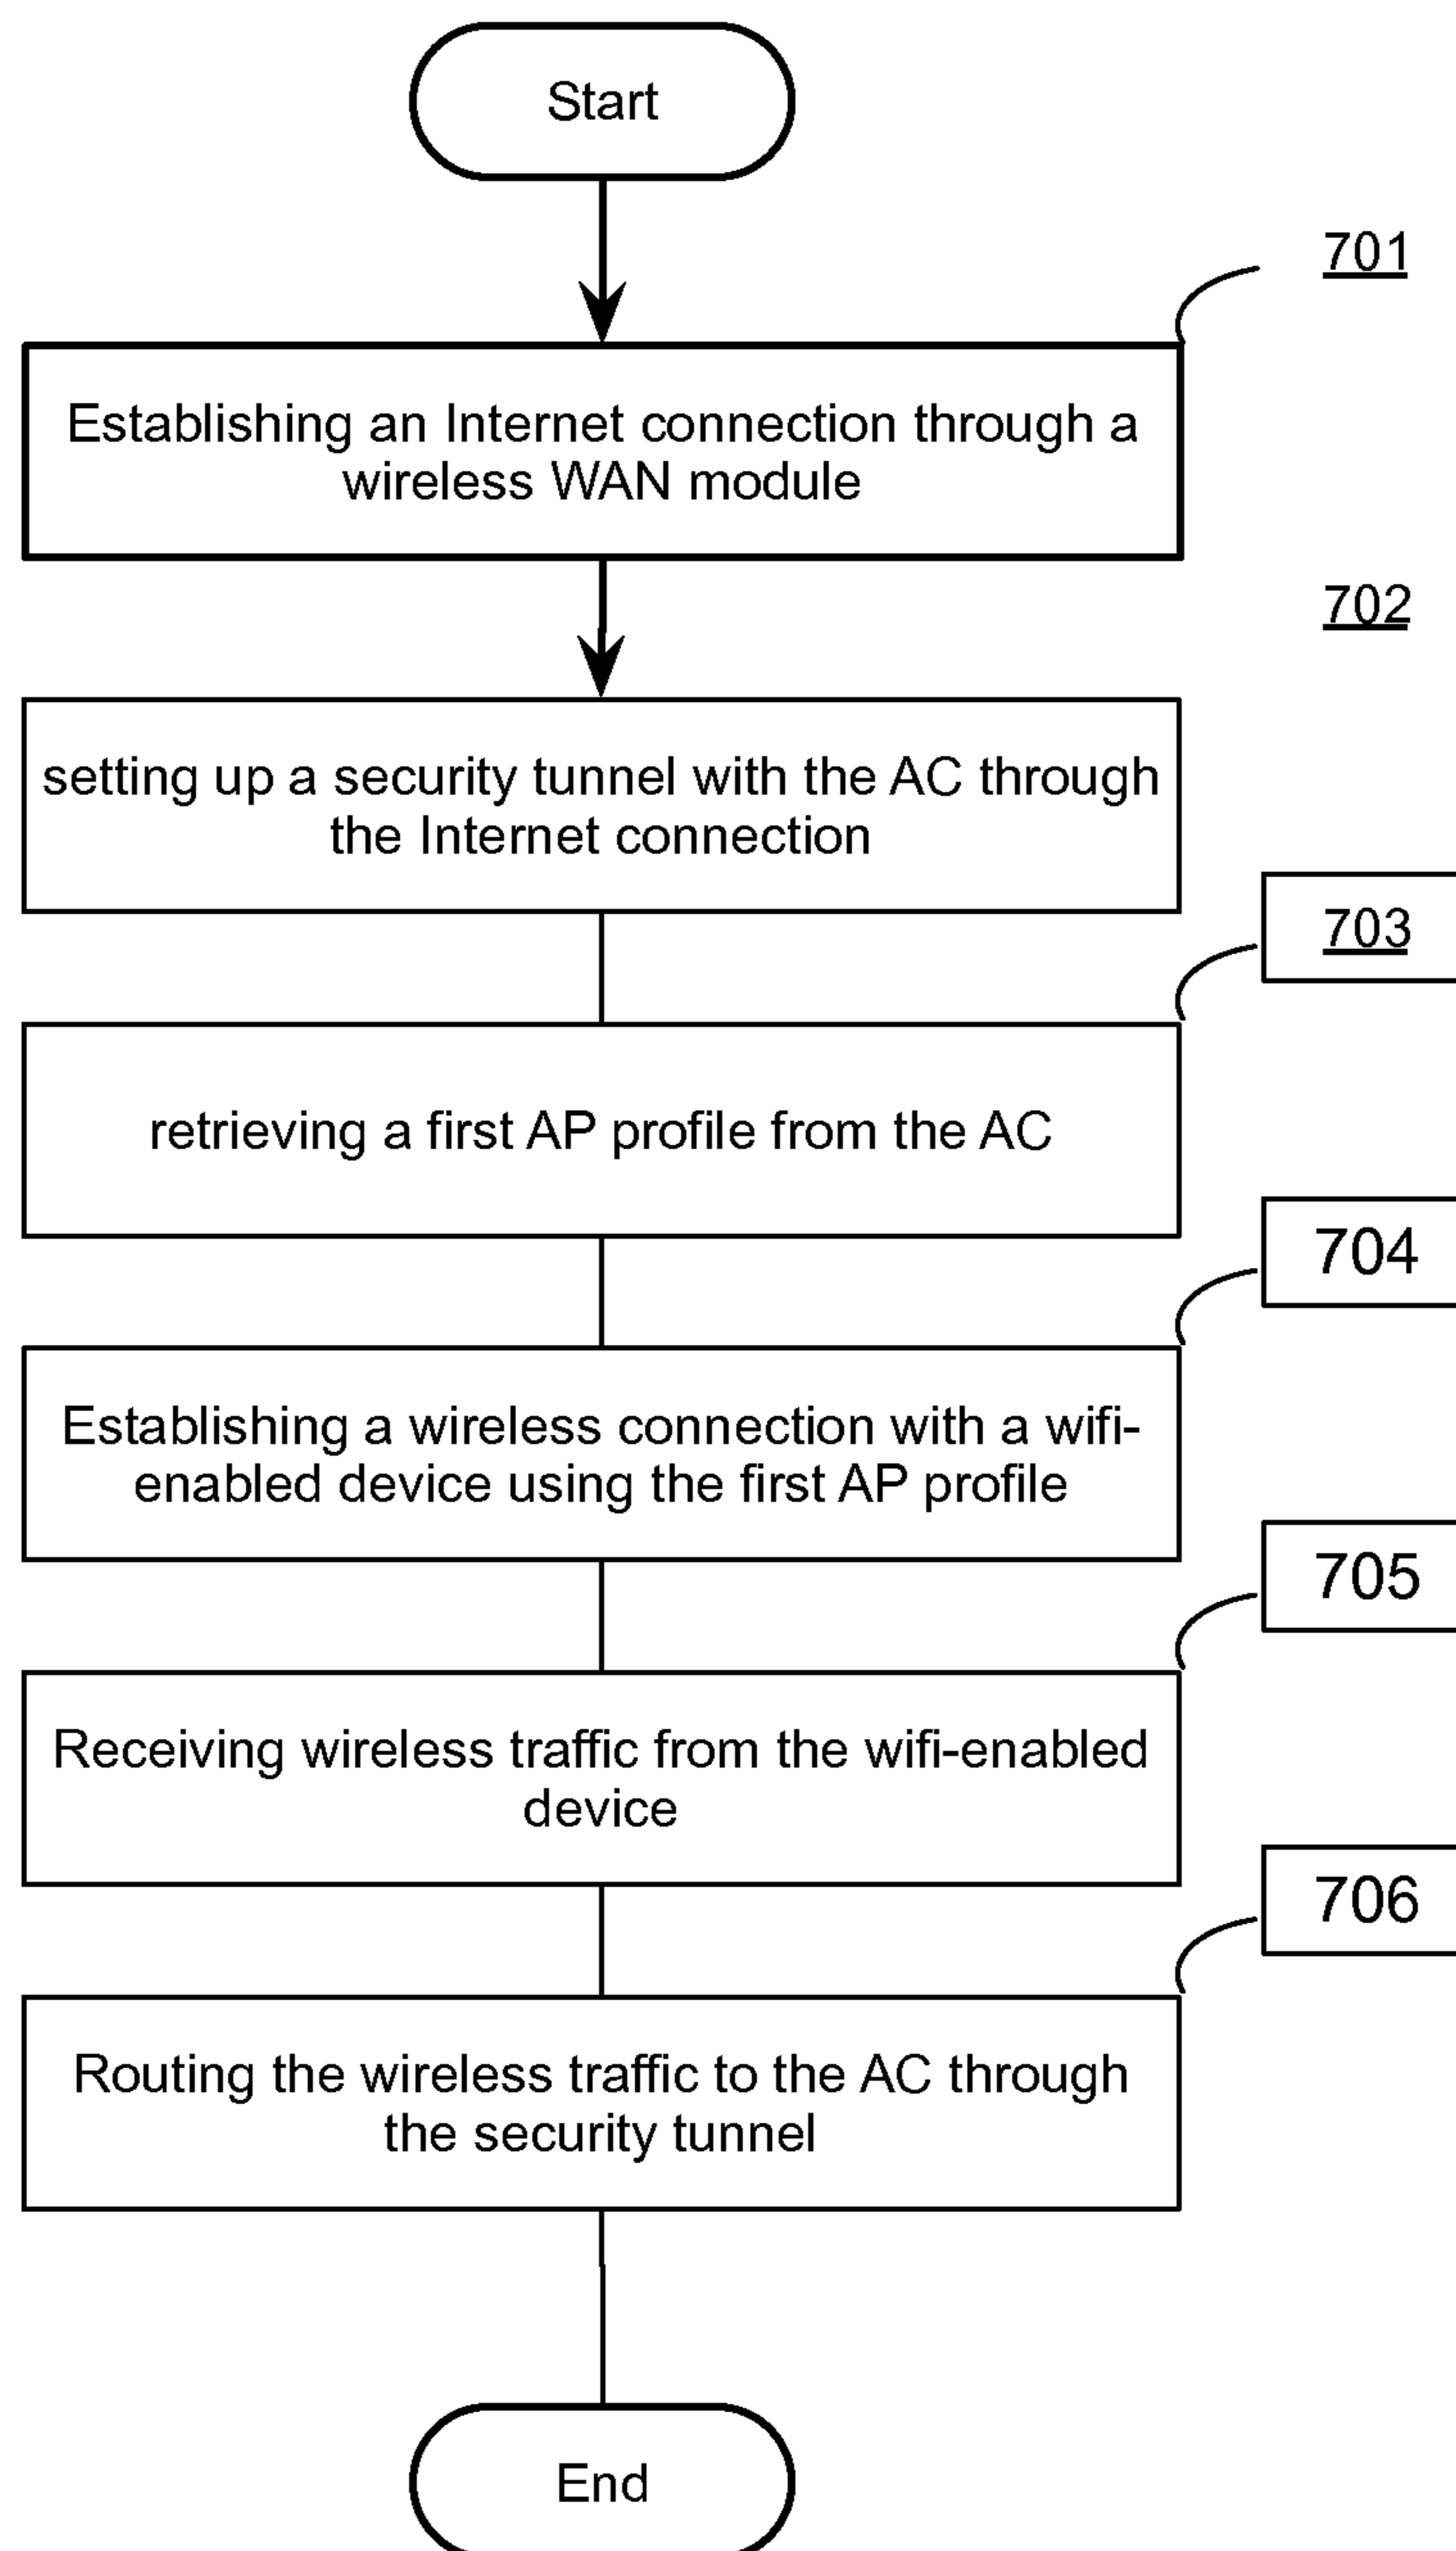 Start
701
Establishing an Internet connection through a
wireless WAN module
702
setting up a security tunnel with the AC through
the Internet connection
703
retrieving a first AP profile from the AC
704
Establishing a wireless connection with a wifi-
enabled device using the first AP profile
705
Receiving wireless traffic from the wifi-enabled
device
706
Routing the wireless traffic to the AC through
the security tunnel
End